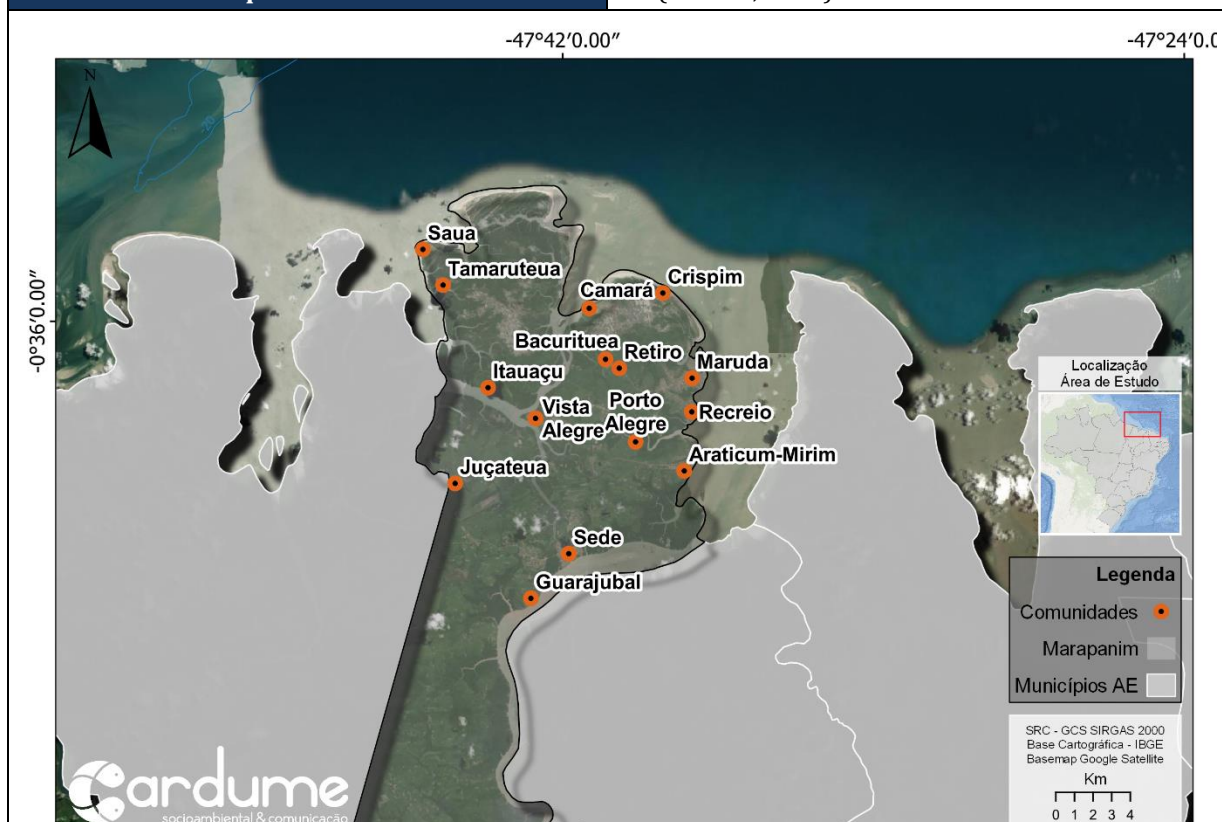 -47°42′0.00″
-47°24′0.0
-0°36′0.00″
N
-20
Saua
Tamaruteua
Camará
Crispim
Bacurituea
Retiro
Maruda
Itauaçu
Vista
Alegre
Porto
Alegre
Recreio
Araticum-Mirim
Juçateua
Sede
Guarajubal
Localização
Área de Estudo
Legenda
Comunidades
Marapanim
Municípios AE
SRC - GCS SIRGAS 2000
Base Cartográfica - IBGE
Basemap Google Satellite
Km
0 1 2 3 4
Cardume
socioambiental & comunicação